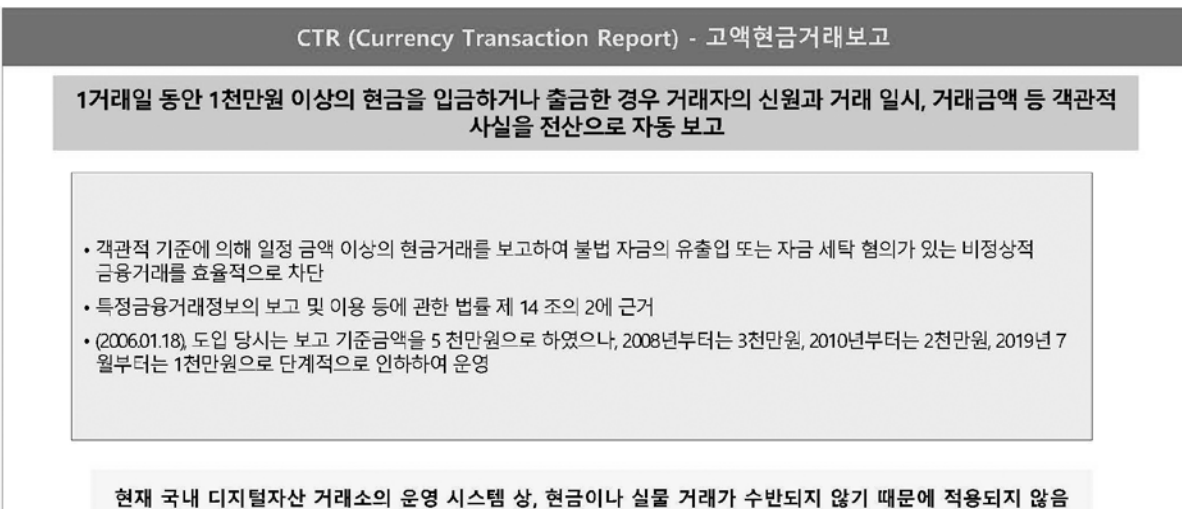 CTR (Currency Transaction Report) - 고액현금거래보고
1거래일 동안 1천만원 이상의 현금을 입금하거나 출금한 경우 거래자의 신원과 거래 일시, 거래금액 등 객관적
사실을 전산으로 자동 보고
• 객관적 기준에 의해 일정 금액 이상의 현금거래를 보고하여 불법 자금의 유출입 또는 자금 세탁 혐의가 있는 비정상적
금융거래를 효율적으로 차단
• 특정금융거래정보의 보고 및 이용 등에 관한 법률 제 14 조의 2에 근거
• (2006.01.18), 도입 당시는 보고 기준금액을 5 천만원으로 하였으나, 2008년부터는 3천만원, 2010년부터는 2천만원, 2019년 7
월부터는 1천만원으로 단계적으로 인하하여 운영
현재 국내 디지털자산 거래소의 운영 시스템 상, 현금이나 실물 거래가 수반되지 않기 때문에 적용되지 않음